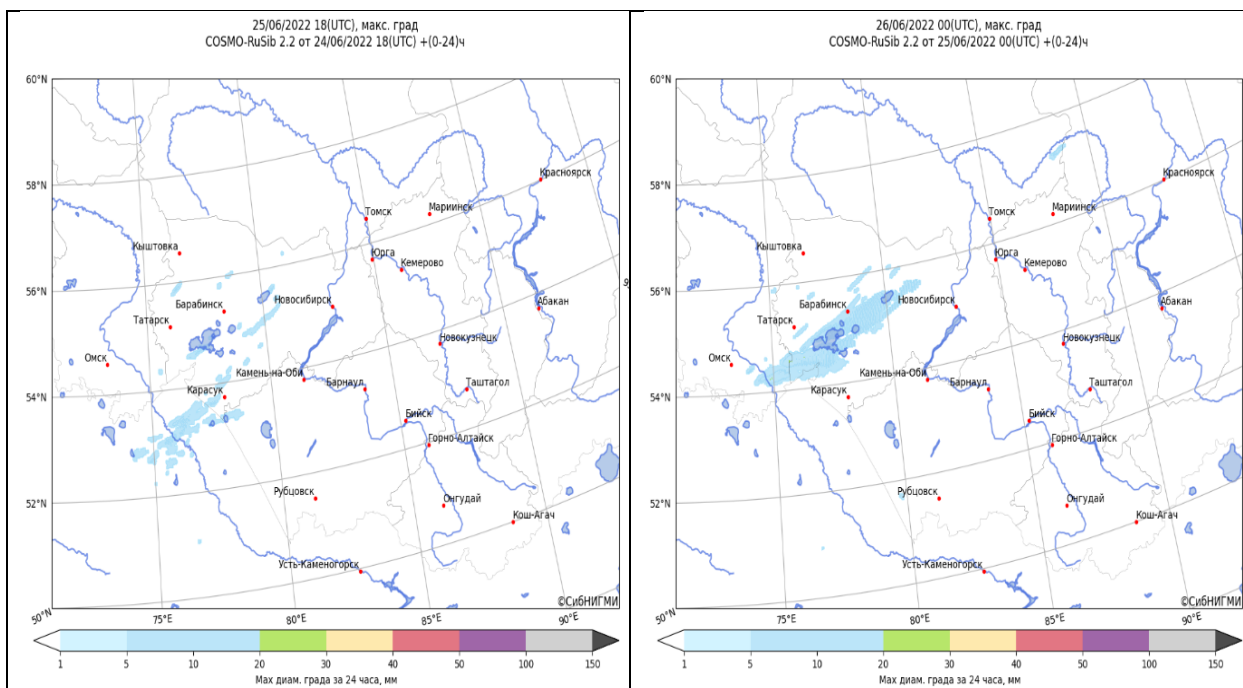 25/06/2022 18(UTC), макс. град
COSMO-RuSib 2.2 от 24/06/2022 18(UTC) +(0-24)ч
60°N
58°N
56°N
54°N
52°N
50°N
Красноярск
Томск
Мариинск
Кыштовка
Юрга
Кемерово
Барабинск
Новосибирск
Абакан
Татарск
Новокузнецк
Омск
Камень-на-Оби
Карасук
Барнаул
Таштагол
Бийск
Горно-Алтайск
Рубцовск
Онгудай
Кош-Агач
Усть-Каменогорск
©СибНИГМИ
75°E
80°E
85°E
90°E
1 5 10 20 30 40 50 100 150
Мах диам. града за 24 часа, мм
26/06/2022 00(UTC), макс. град
COSMO-RuSib 2.2 от 25/06/2022 00(UTC) +(0-24)ч
60°N
58°N
56°N
54°N
52°N
50°N
Красноярск
Томск
Мариинск
Кыштовка
Юрга
Кемерово
Барабинск
Новосибирск
Абакан
Татарск
Новокузнецк
Омск
Камень-на-Оби
Карасук
Барнаул
Таштагол
Бийск
Горно-Алтайск
Рубцовск
Онгудай
Кош-Агач
Усть-Каменогорск
©СибНИГМИ
75°E
80°E
85°E
90°E
1 5 10 20 30 40 50 100 150
Мах диам. града за 24 часа, мм